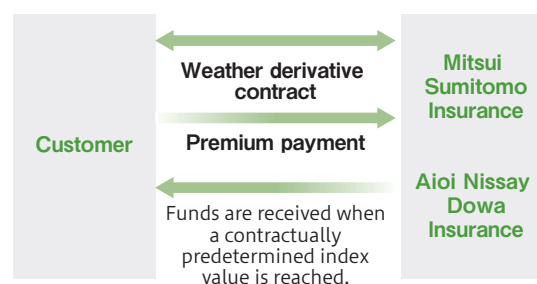 Customer
Weather derivative
contract
Premium payment
Funds are received when
a contractually
predetermined index
value is reached.
Mitsui
Sumitomo
Insurance
Aioi Nissay
Dowa
Insurance